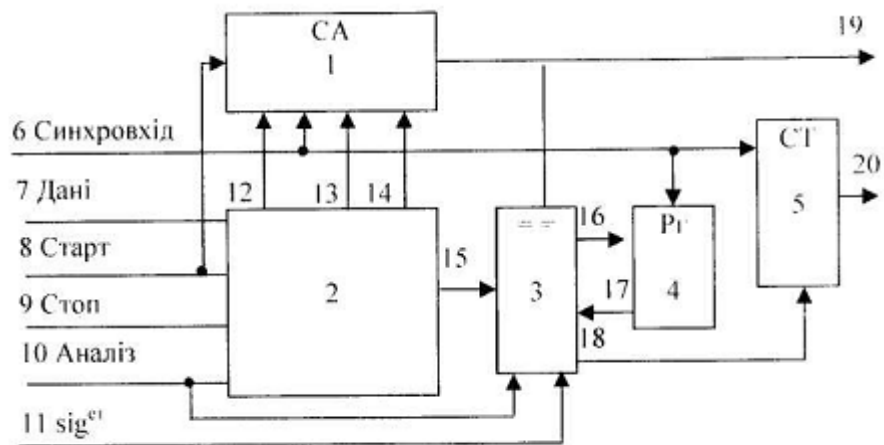 СА
1
19
6 Синхровхід
СТ
5
20
7 Дані
12
13
14
8 Старт
2
15
==
3
16
Рг
4
17
9 Стоп
18
10 Аналіз
11 sig^ет